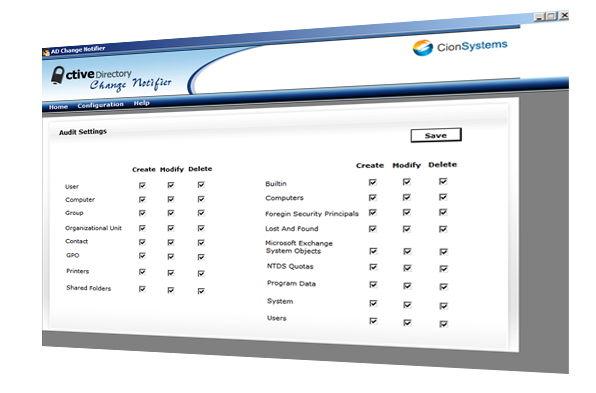 AD Change Notifier
CionSystems
ctive Directory
Change Notifier
Home Configuration Help
Audit Settings
Save
Create Modify Delete
User
Computer
Group
Organizational Unit
Contact
GPO
Printers
Shared Folders
Create Modify Delete
Builtin
Computers
Foregin Security Principals
Lost And Found
Microsoft Exchange
System Objects
NTDS Quotas
Program Data
System
Users